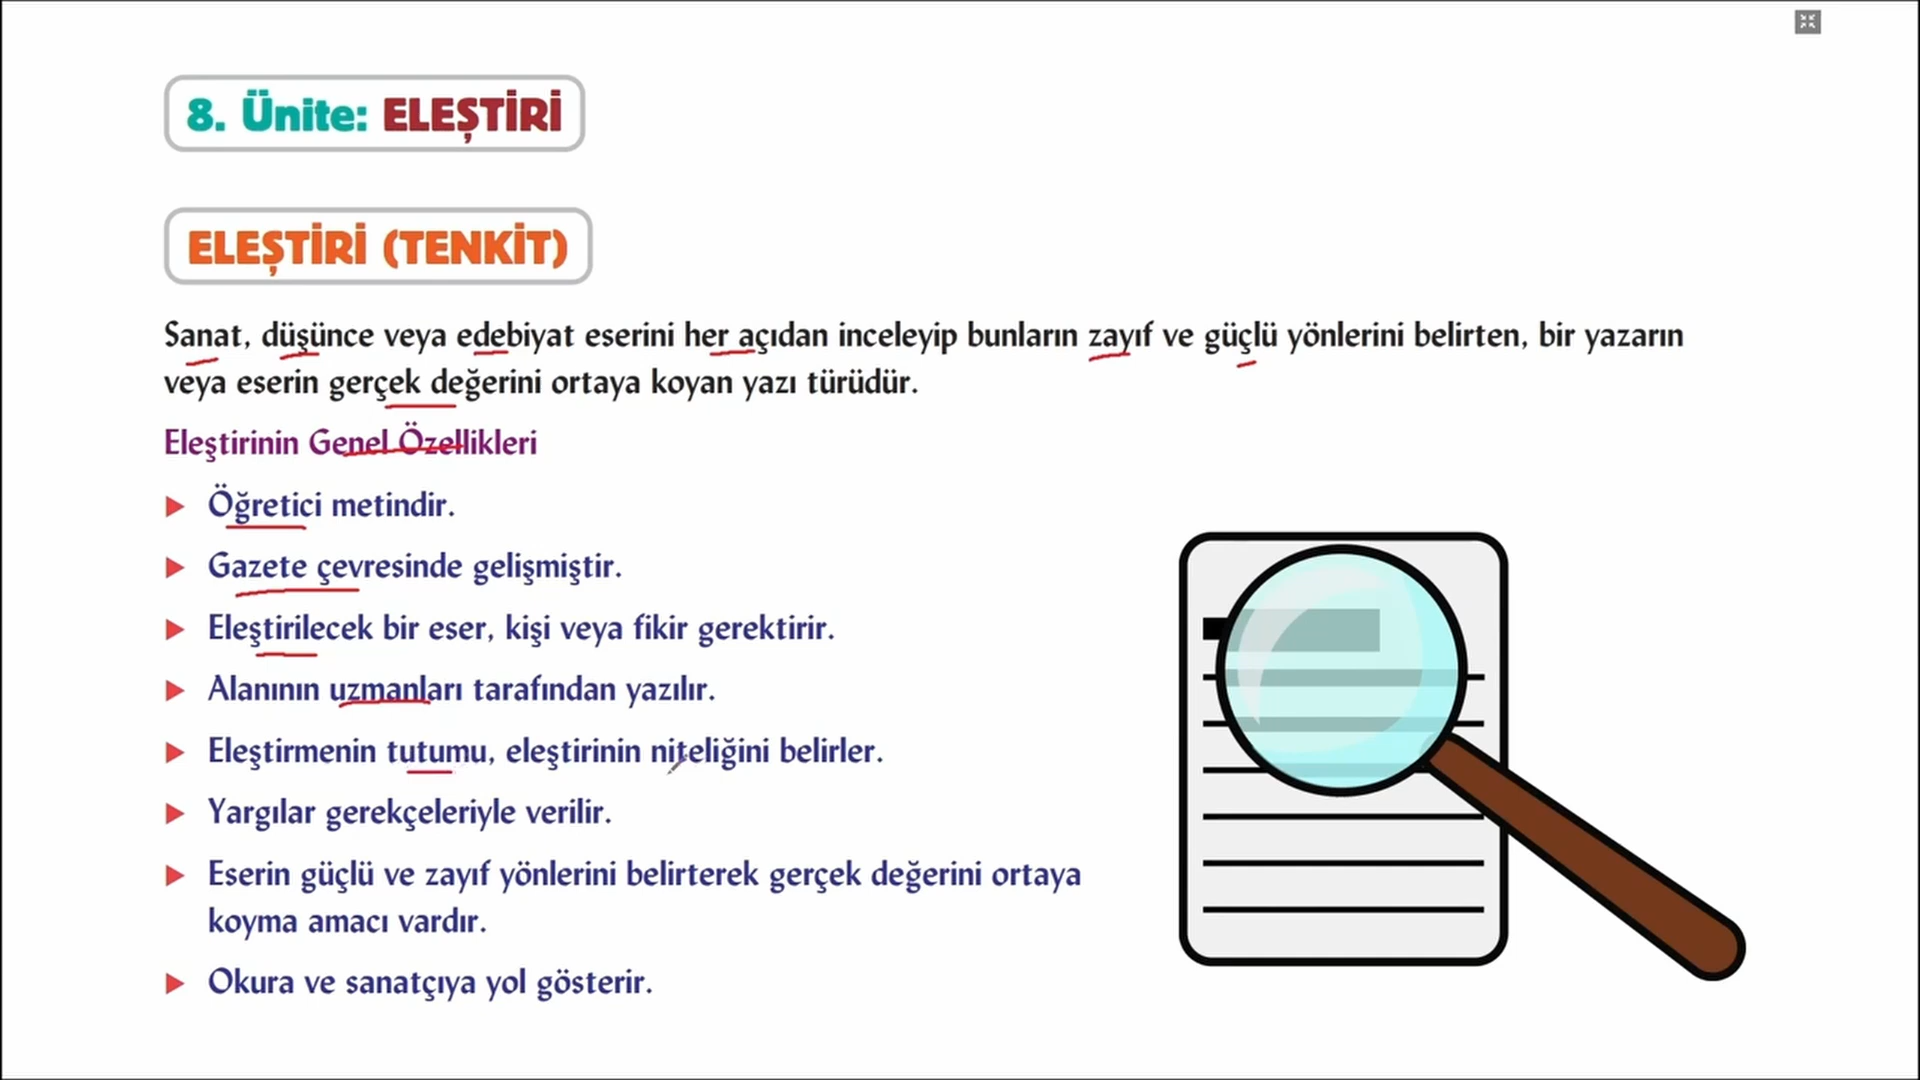 8. Ünite: ELEŞTİRİ
ELEŞTİRİ (TENKİT)
Sanat, düşünce veya edebiyat eserini her açıdan inceleyip bunların zayıf ve güçlü yönlerini belirten, bir yazarın
veya eserin gerçek değerini ortaya koyan yazı türüdür.
Eleştirinin Genel Özellikleri
Öğretici metindir.
Gazete çevresinde gelişmiştir.
Eleştirilecek bir eser, kişi veya fikir gerektirir.
Alanının uzmanları tarafından yazılır.
Eleştirmenin tutumu, eleştirinin niteliğini belirler.
Yargılar gerekçeleriyle verilir.
Eserin güçlü ve zayıf yönlerini belirterek gerçek değerini ortaya
koyma amacı vardır.
Okura ve sanatçıya yol gösterir.